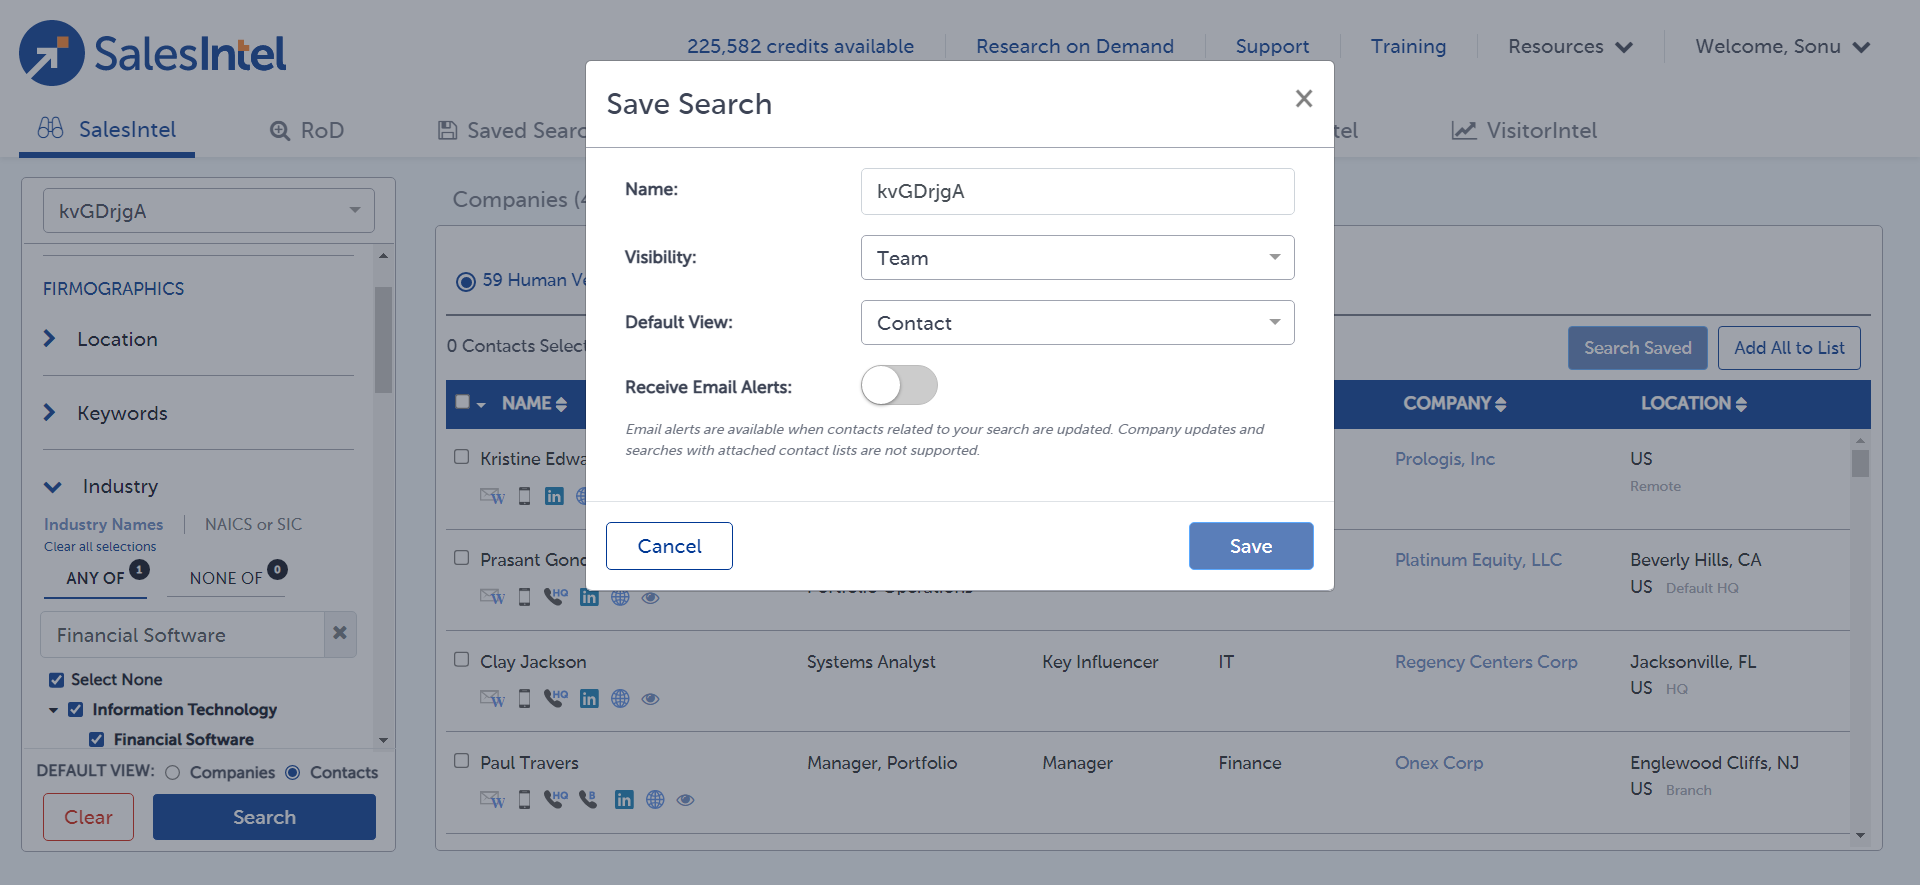 SalesIntel
225,582 credits available
Research on Demand
Support
Training
Resources
Welcome, Sonu
SalesIntel
RoD
Saved Searc
tel
VisitorIntel
kvGDrjgA
FIRMOGRAPHICS
Location
Keywords
Industry
Industry Names | NAICS or SIC
Clear all selections
ANY OF 1
NONE OF 0
Financial Software
Select None
Information Technology
Financial Software
DEFAULT VIEW: Companies Contacts
Clear
Search
Save Search
Name: kvGDrjgA
Visibility: Team
Default View: Contact
Receive Email Alerts:
Email alerts are available when contacts related to your search are updated. Company updates and
searches with attached contact lists are not supported.
Cancel
Save
Companies (4
59 Human Ve
0 Contacts Select
Search Saved
Add All to List
NAME COMPANY LOCATION
Kristine Edwa Prologis, Inc US
Remote
Prasant Gond Platinum Equity, LLC Beverly Hills, CA
US Default HQ
Clay Jackson Systems Analyst Key Influencer IT Regency Centers Corp Jacksonville, FL
US HQ
Paul Travers Manager, Portfolio Manager Finance Onex Corp Englewood Cliffs, NJ
US Branch